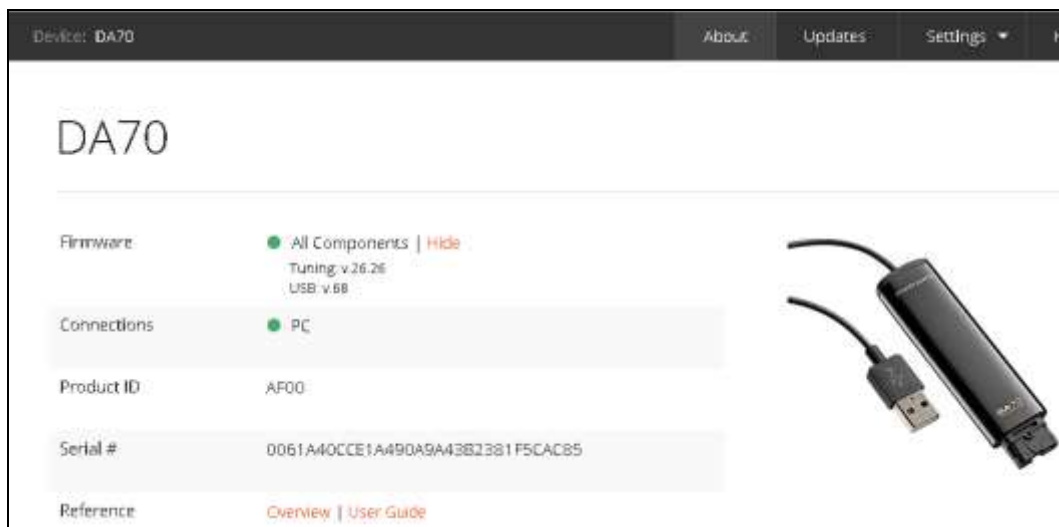 Device: DA70 About Updates Settings
DA70
Firmware All Components | Hide
Tuning: v.26.26
USB: v.68
Connections PC
Product ID AF00
Serial # 0061A40CCE1A490A9A43B2381F5CAC85
Reference Overview | User Guide